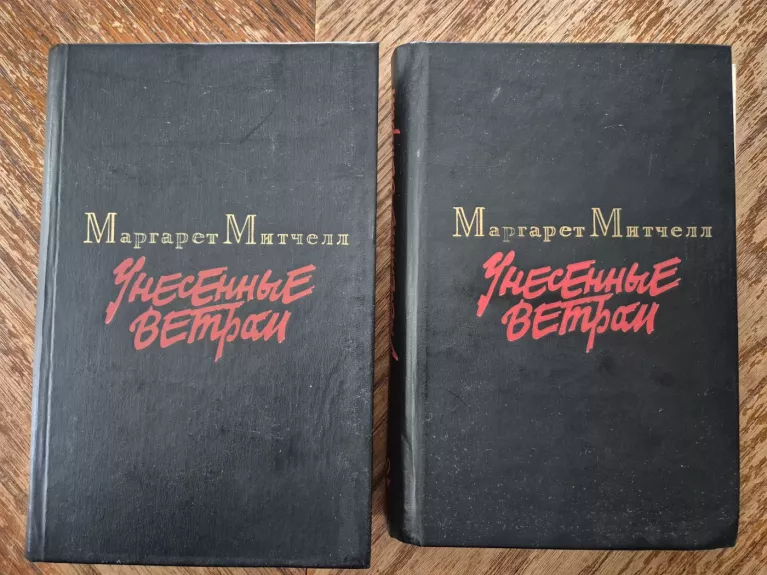 Маргарет Митчелл
Унесенные
ветром
Маргарет Митчелл
Унесенные
ветром